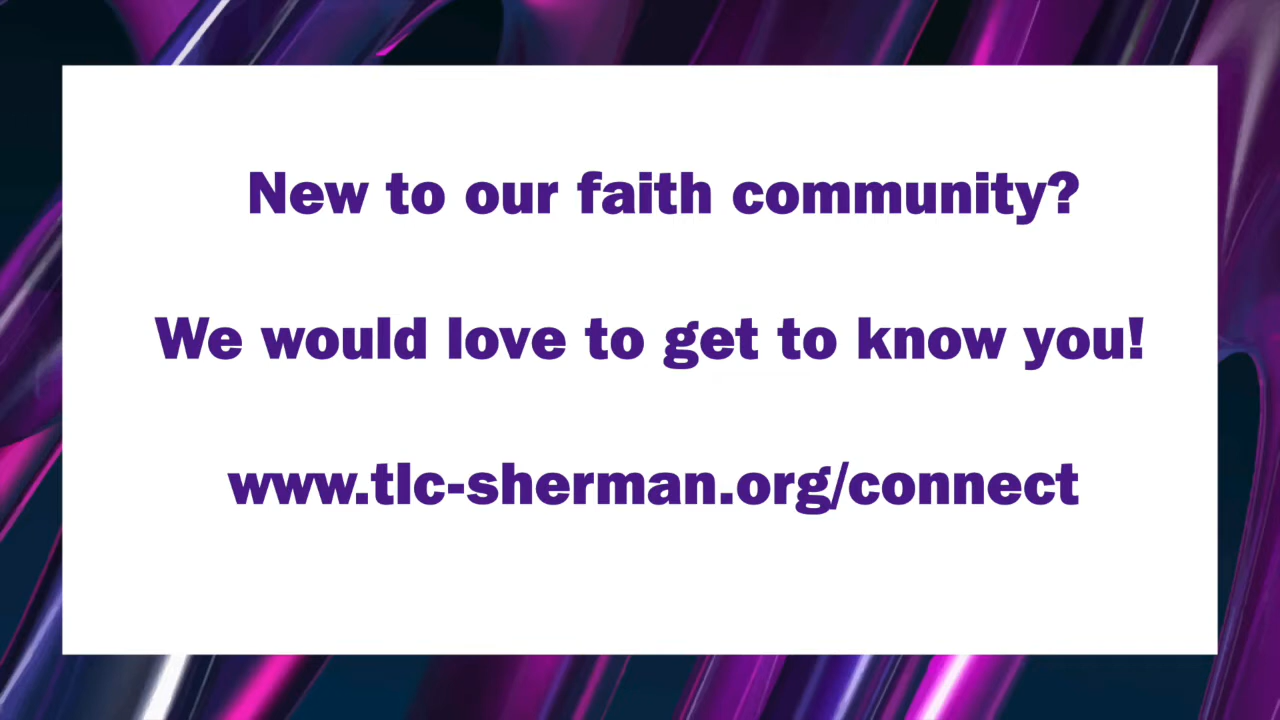 New to our faith community?
We would love to get to know you!
www.tlc-sherman.org/connect